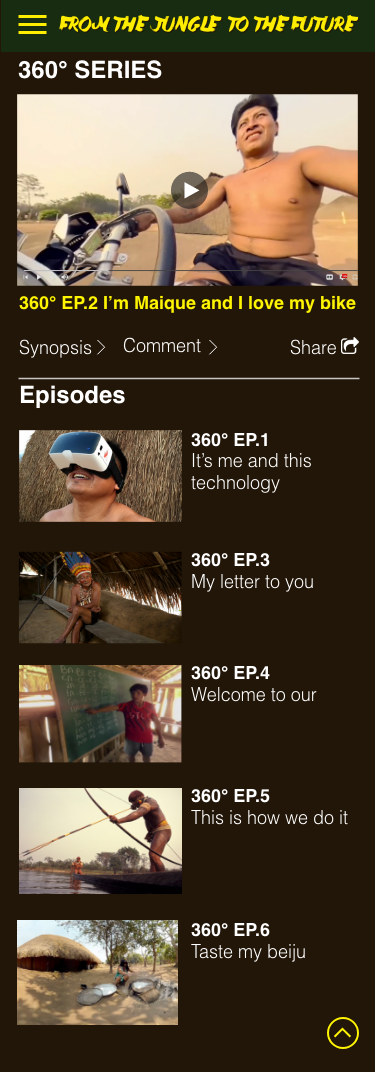 FROM THE JUNGLE TO THE FUTURE
360° SERIES
360° EP.2 I’m Maique and I love my bike
Synopsis
Comment
Share
Episodes
360° EP.1
It’s me and this
technology
360° EP.3
My letter to you
360° EP.4
Welcome to our
360° EP.5
This is how we do it
360° EP.6
Taste my beiju